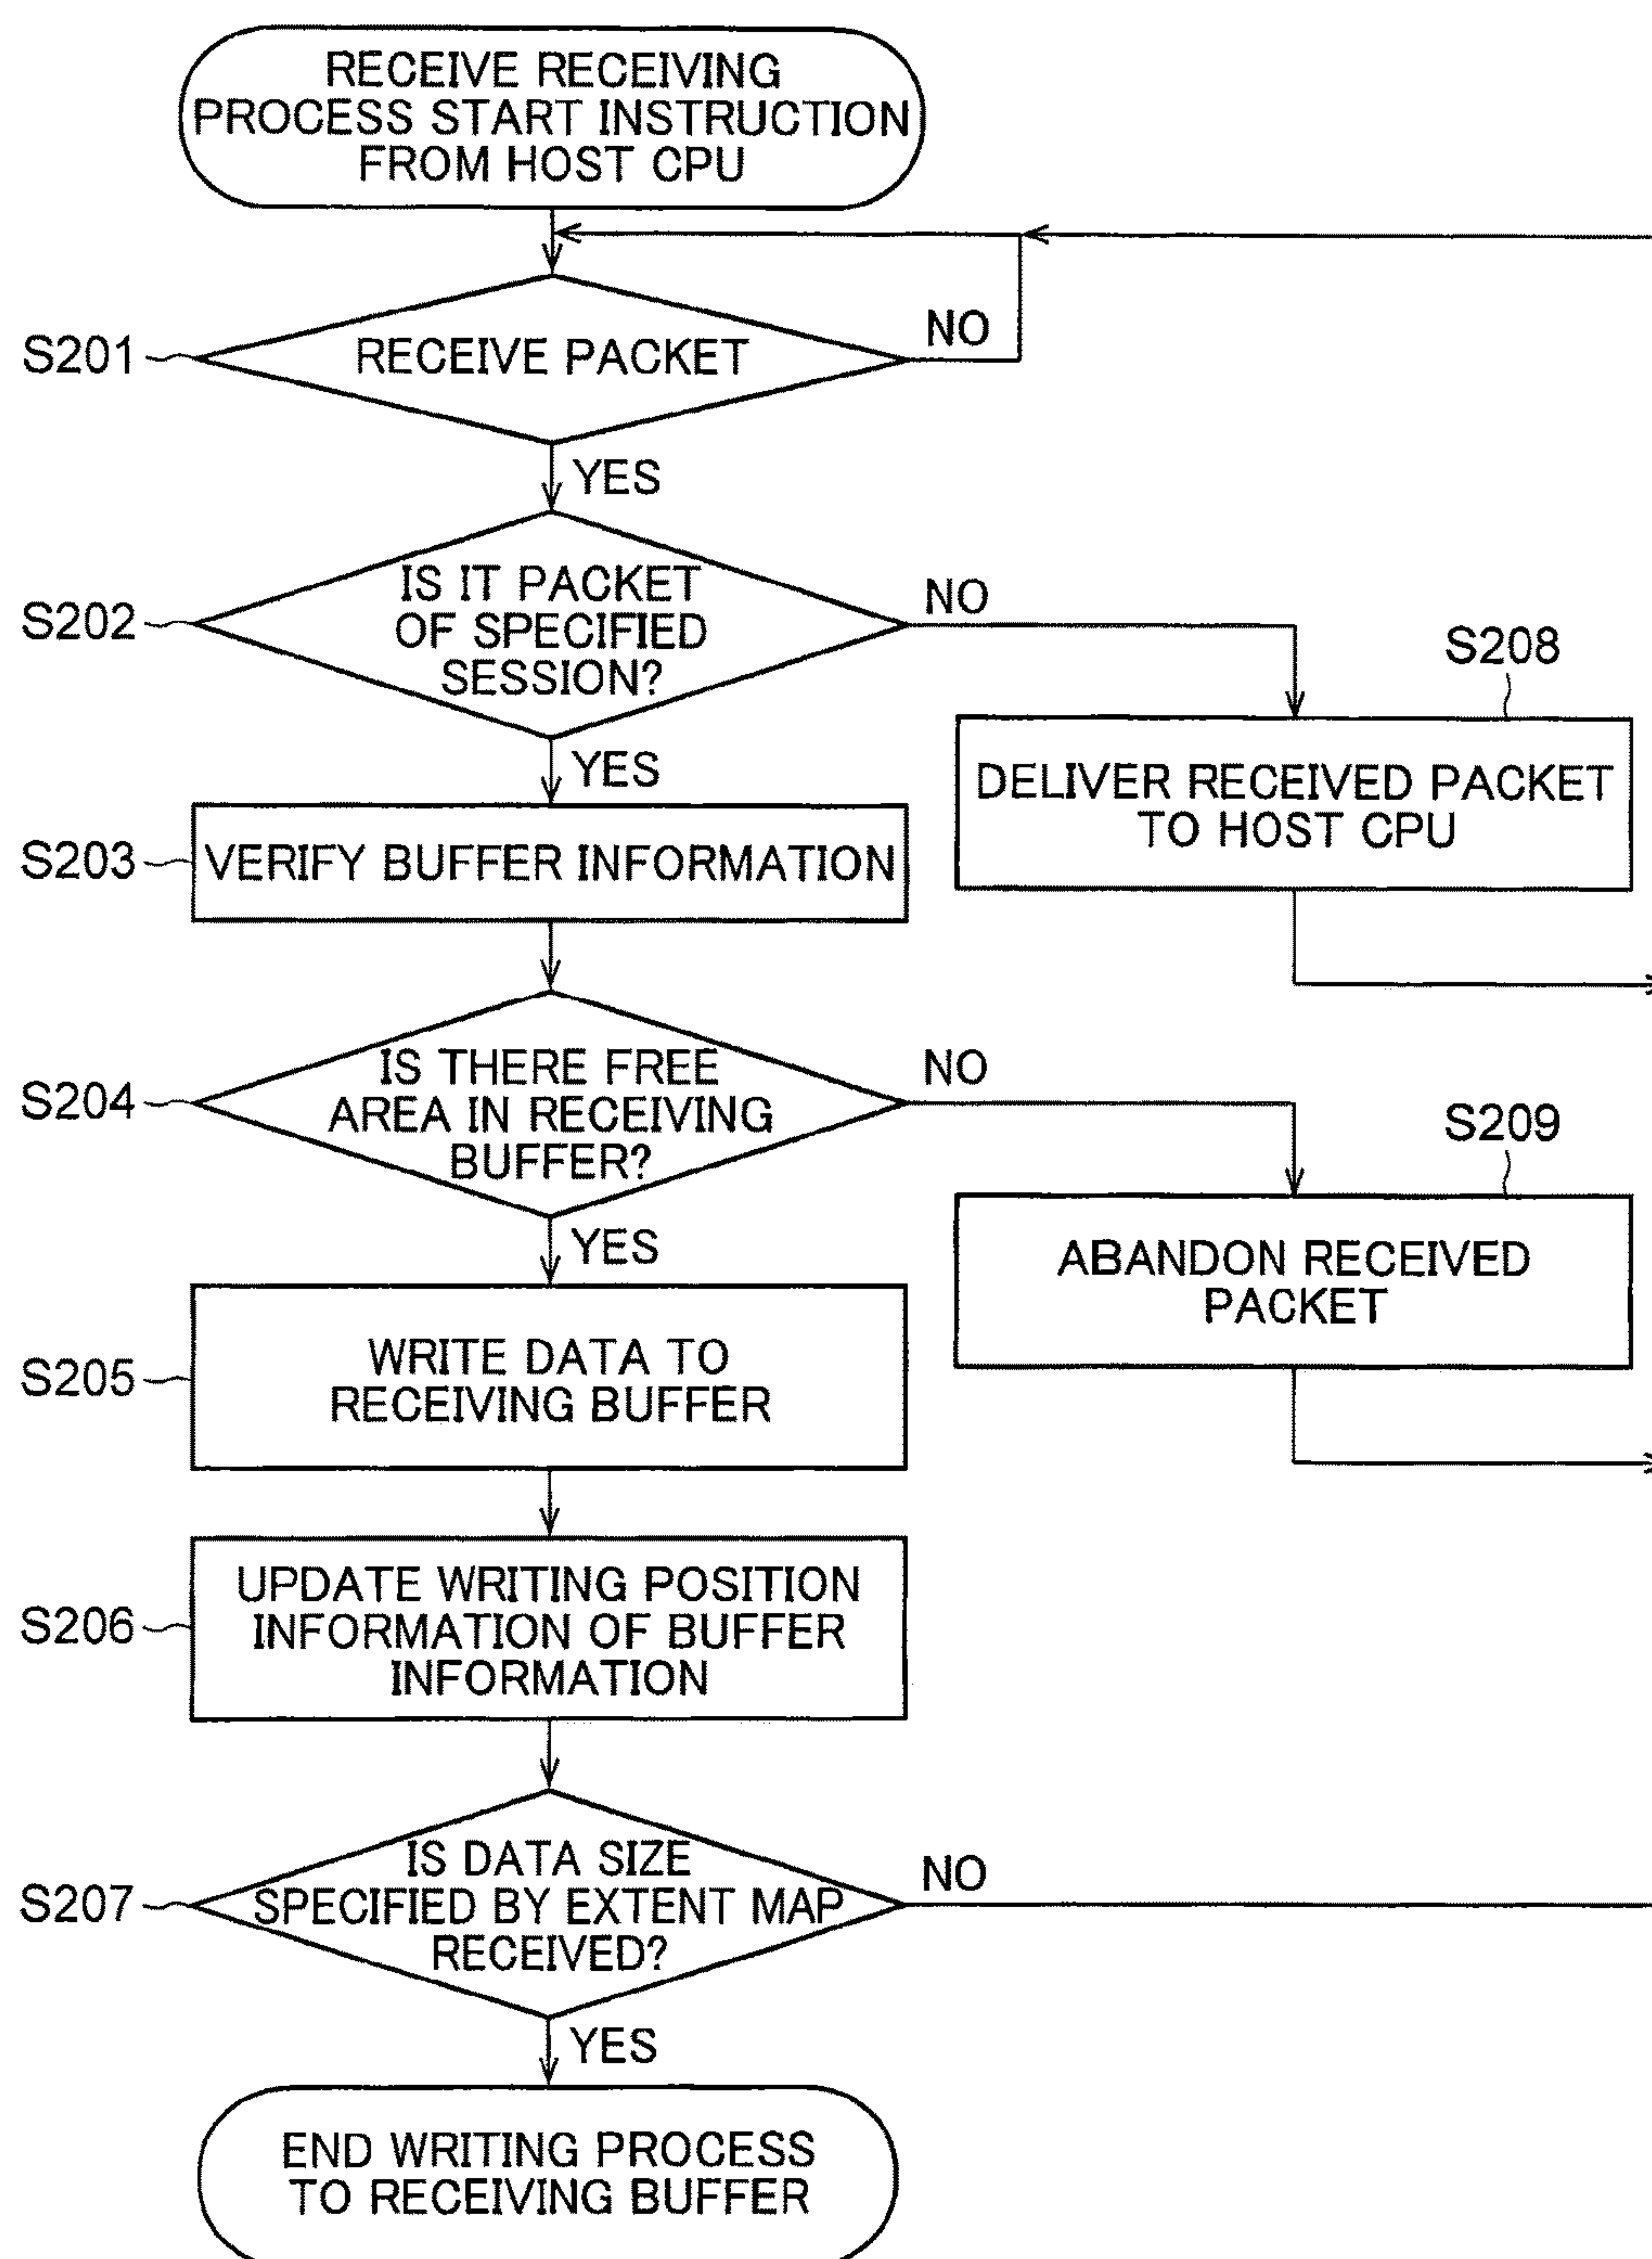 RECEIVE RECEIVING
PROCESS START INSTRUCTION
FROM HOST CPU
S201
RECEIVE PACKET
NO
YES
S202
IS IT PACKET
OF SPECIFIED
SESSION?
NO
YES
S208
DELIVER RECEIVED PACKET
TO HOST CPU
S203
VERIFY BUFFER INFORMATION
S204
IS THERE FREE
AREA IN RECEIVING
BUFFER?
NO
YES
S209
ABANDON RECEIVED
PACKET
S205
WRITE DATA TO
RECEIVING BUFFER
S206
UPDATE WRITING POSITION
INFORMATION OF BUFFER
INFORMATION
S207
IS DATA SIZE
SPECIFIED BY EXTENT MAP
RECEIVED?
NO
YES
END WRITING PROCESS
TO RECEIVING BUFFER